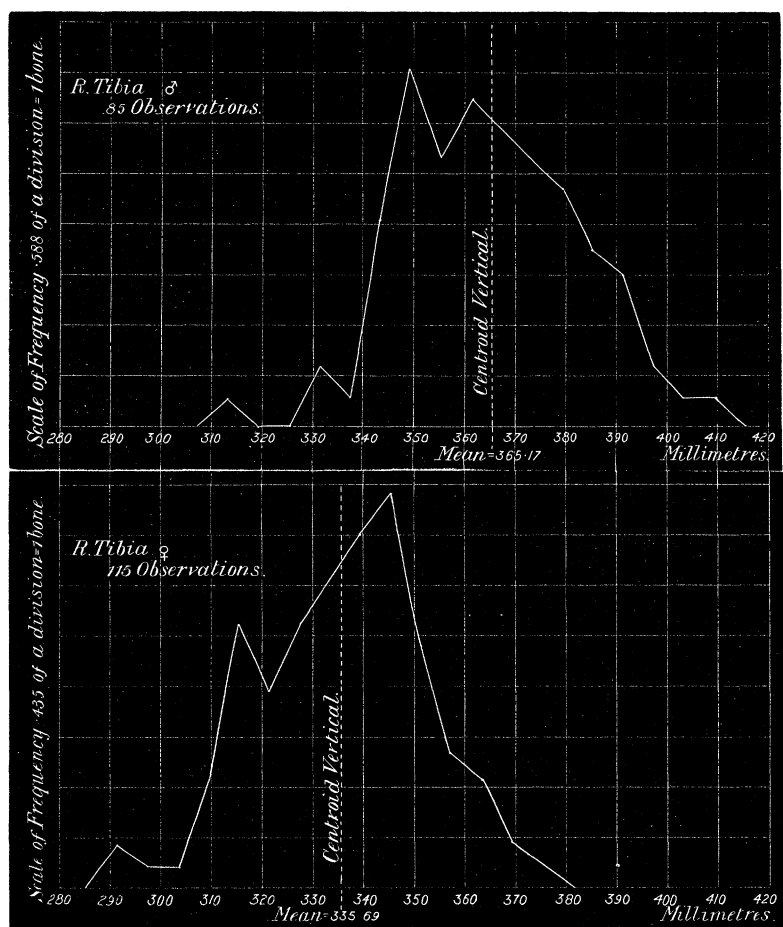 Scale of Frequency ·588 of a division = 1 bone.
R. Tibia ♂
85 Observations.
Centroid Vertical.
280 290 300 310 320 330 340 350 360 370 380 390 400 410 420
Mean = 365·17
Millimetres.
Scale of Frequency ·435 of a division = 1 bone.
R. Tibia ♀
115 Observations.
Centroid Vertical.
280 290 300 310 320 330 340 350 360 370 380 390 400 410 420
Mean = 335 69
Millimetres.